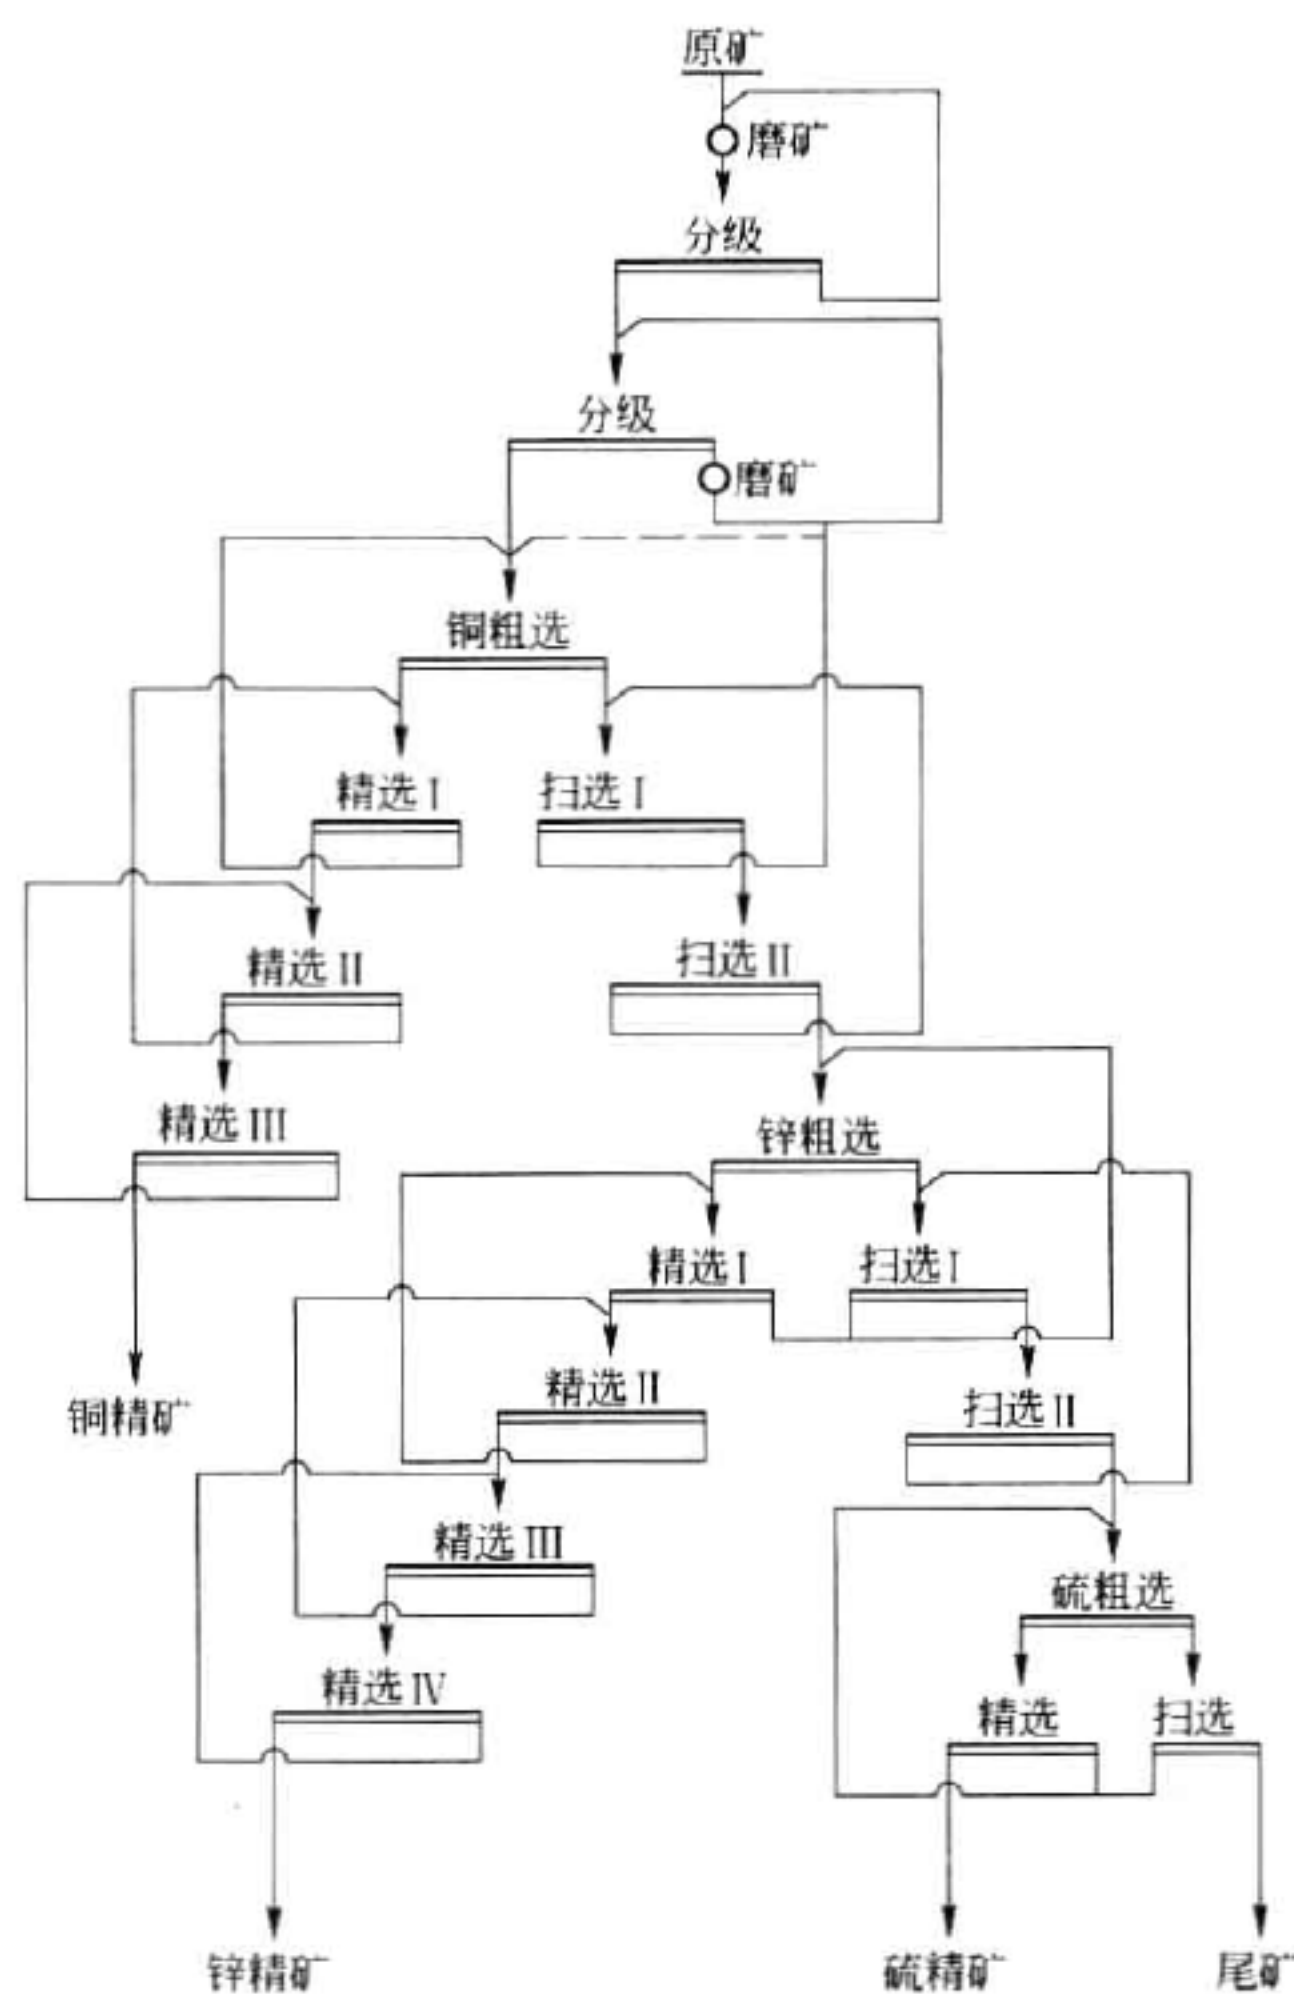 原矿
磨矿
分级
分级
磨矿
铜粗选
精选 I
扫选 I
精选 II
扫选 II
精选 III
锌粗选
精选 I
扫选 I
精选 II
铜精矿
扫选 II
精选 III
硫粗选
精选 IV
精选
扫选
锌精矿
硫精矿
尾矿